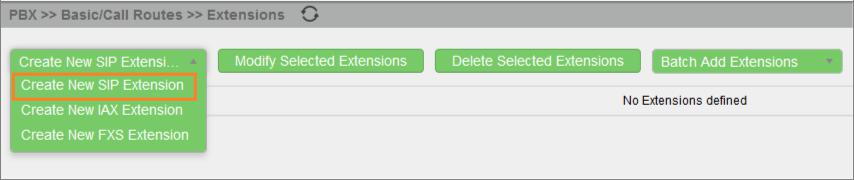 PBX >> Basic/Call Routes >> Extensions
Create New SIP Extensi... Modify Selected Extensions Delete Selected Extensions Batch Add Extensions
Create New SIP Extension
No Extensions defined
Create New IAX Extension
Create New FXS Extension